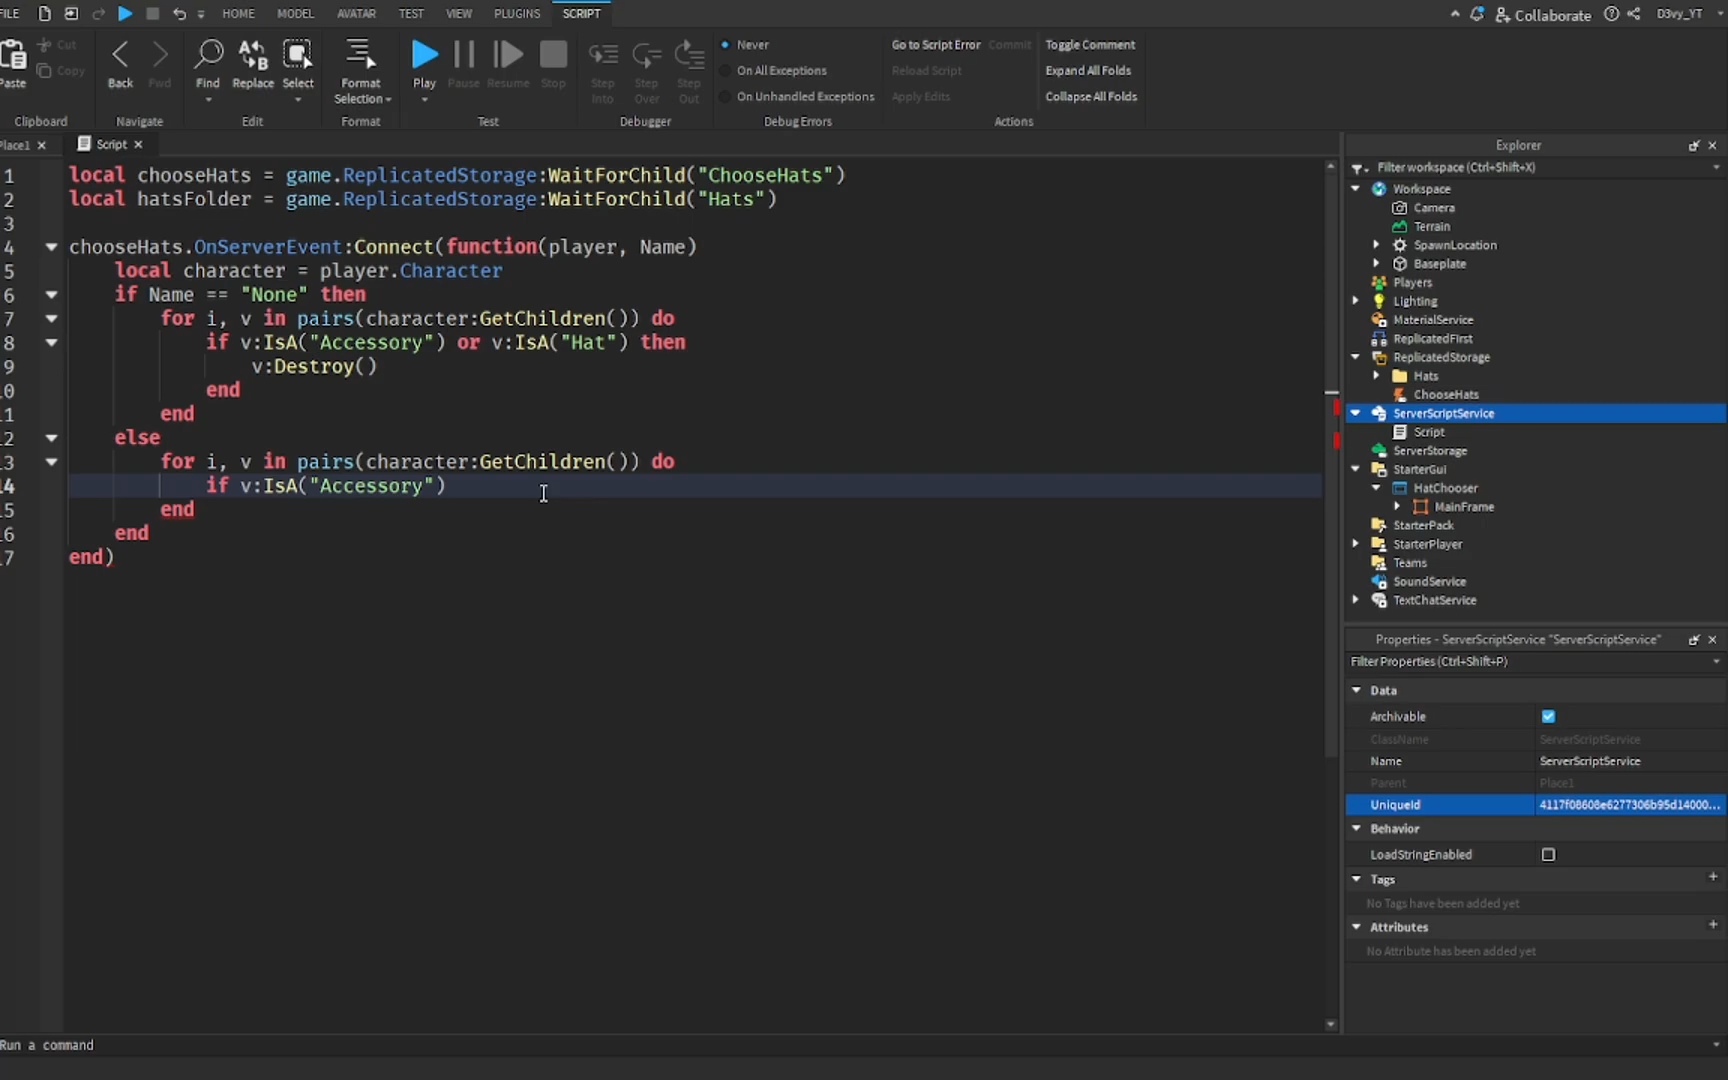 FILE HOME MODEL AVATAR TEST VIEW PLUGINS SCRIPT Collaborate D3vy_YT
Paste Cut Copy
Back Fwd
Find Replace Select
Format Selection
Play Pause Resume Stop
Step Into Step Over Step Out
Never
On All Exceptions
On Unhandled Exceptions
Go to Script Error Commit
Reload Script
Apply Edits
Toggle Comment
Expand All Folds
Collapse All Folds
Clipboard Navigate Edit Format Test Debugger Debug Errors Actions
Place1 Script
1 local chooseHats = game.ReplicatedStorage:WaitForChild("ChooseHats")
2 local hatsFolder = game.ReplicatedStorage:WaitForChild("Hats")
3
4 chooseHats.OnServerEvent:Connect(function(player, Name)
5 local character = player.Character
6 if Name == "None" then
7 for i, v in pairs(character:GetChildren()) do
8 if v:IsA("Accessory") or v:IsA("Hat") then
9 v:Destroy()
10 end
11 end
12 else
13 for i, v in pairs(character:GetChildren()) do
14 if v:IsA("Accessory")
15 end
16 end
17 end)
Run a command
Explorer
Filter workspace (Ctrl+Shift+X)
Workspace
Camera
Terrain
SpawnLocation
Baseplate
Players
Lighting
MaterialService
ReplicatedFirst
ReplicatedStorage
Hats
ChooseHats
ServerScriptService
Script
ServerStorage
StarterGui
HatChooser
MainFrame
StarterPack
StarterPlayer
Teams
SoundService
TextChatService
Properties - ServerScriptService "ServerScriptService"
Filter Properties (Ctrl+Shift+P)
Data
Archivable
ClassName ServerScriptService
Name ServerScriptService
Parent Place1
UniqueId 4117f08608e6277306b95d14000...
Behavior
LoadStringEnabled
Tags
No Tags have been added yet
Attributes
No Attribute has been added yet